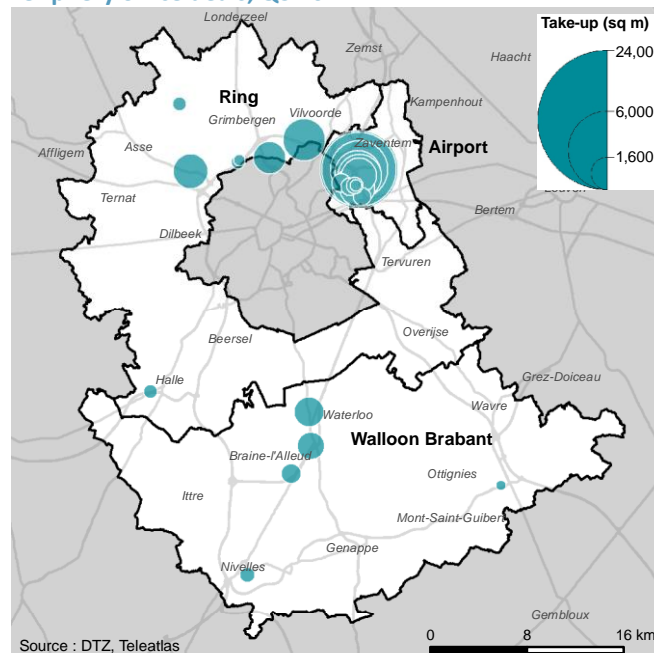 Take-up (sq m)
24,00
6,000
1,600
Londerzeel
Zemst
Haacht
Kampenhout
Ring
Grimbergen
Vilvoorde
Zaventem
Airport
Asse
Affligem
Ternat
Leuven
Bertem
Dilbeek
Tervuren
Beersel
Overijse
Halle
Grez-Doiceau
Wavre
Waterloo
Walloon Brabant
Braine-l'Alleud
Ottignies
Ittre
Mont-Saint-Guibert
Genappe
Nivelles
Gembloux
Source : DTZ, Teleatlas
0 8 16 km